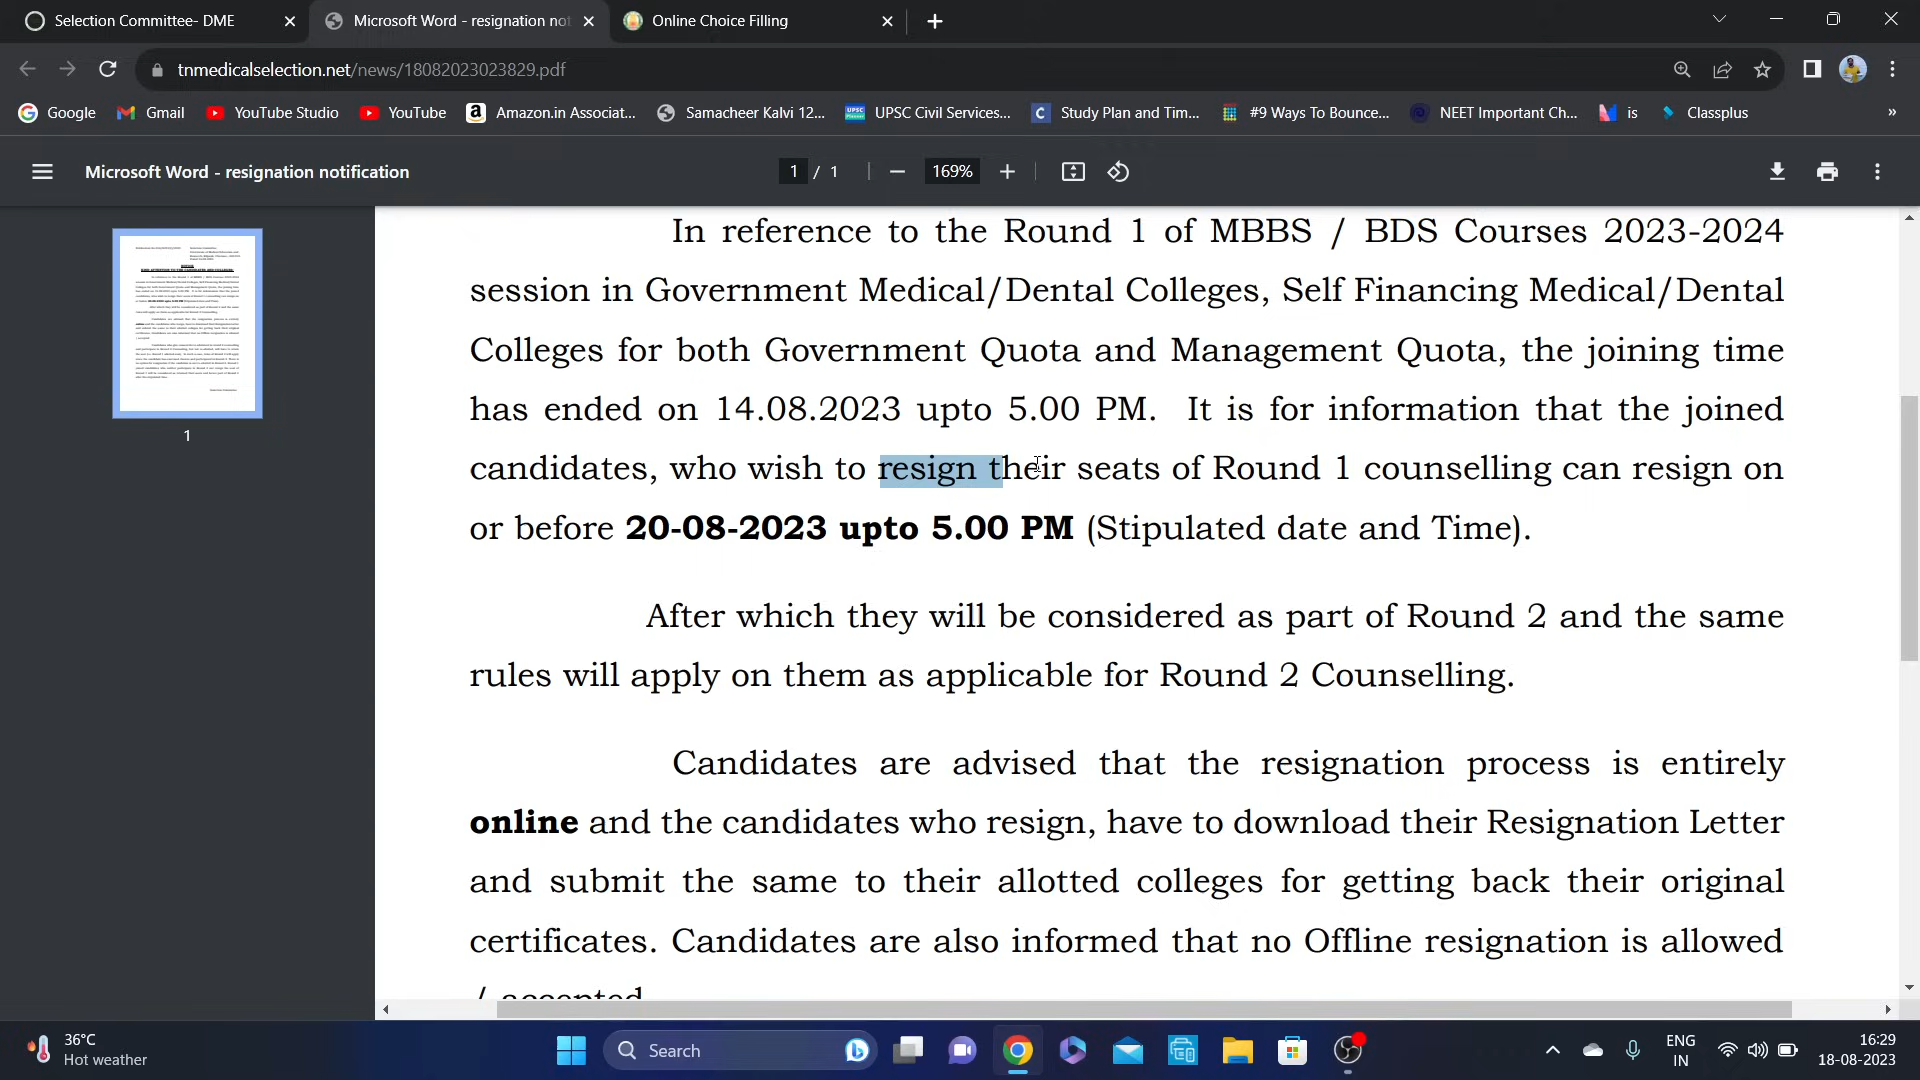 Selection Committee- DME
Microsoft Word - resignation not
Online Choice Filling
tnmedicalselection.net/news/18082023023829.pdf
Google
Gmail
YouTube Studio
YouTube
Amazon.in Associat...
Samacheer Kalvi 12...
UPSC Civil Services...
Study Plan and Tim...
#9 Ways To Bounce...
NEET Important Ch...
is
Classplus
»
Microsoft Word - resignation notification
1 / 1
169%
In reference to the Round 1 of MBBS / BDS Courses 2023-2024
session in Government Medical/Dental Colleges, Self Financing Medical/Dental
Colleges for both Government Quota and Management Quota, the joining time
has ended on 14.08.2023 upto 5.00 PM. It is for information that the joined
candidates, who wish to resign their seats of Round 1 counselling can resign on
or before 20-08-2023 upto 5.00 PM (Stipulated date and Time).
After which they will be considered as part of Round 2 and the same
rules will apply on them as applicable for Round 2 Counselling.
Candidates are advised that the resignation process is entirely
online and the candidates who resign, have to download their Resignation Letter
and submit the same to their allotted colleges for getting back their original
certificates. Candidates are also informed that no Offline resignation is allowed
/ accepted
1
36°C
Hot weather
Search
ENG
IN
16:29
18-08-2023